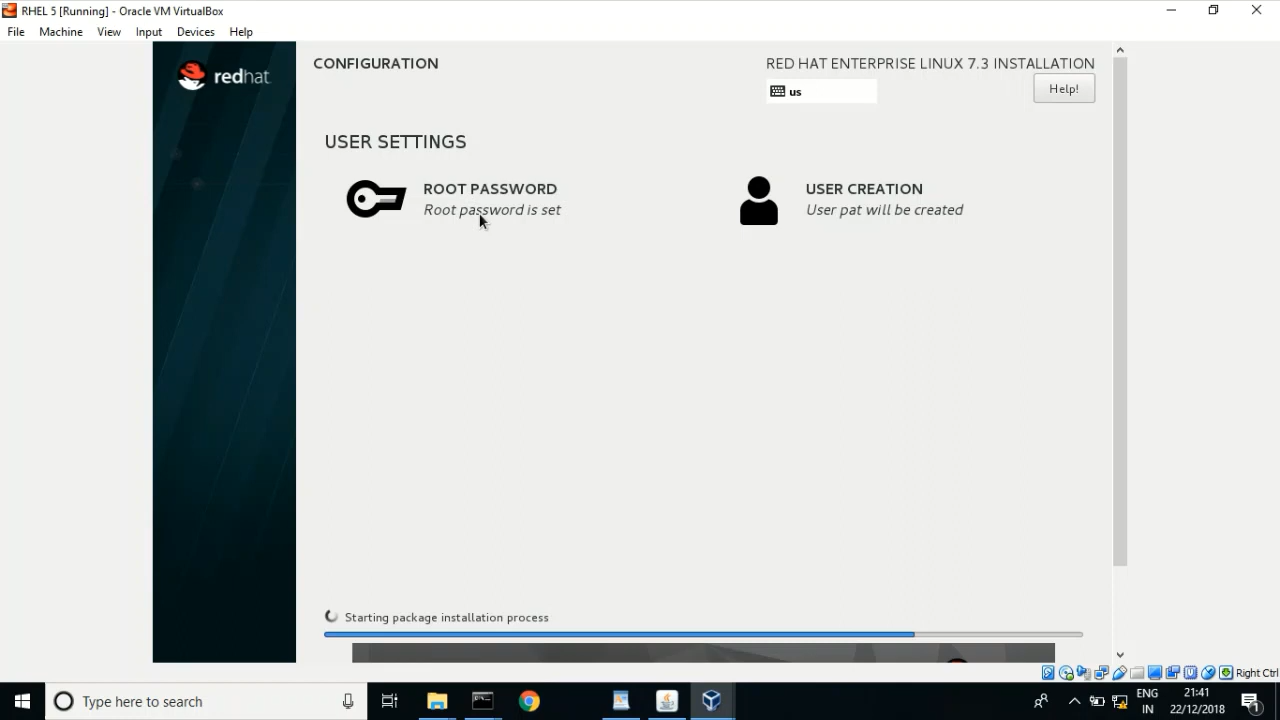 RHEL 5 [Running] - Oracle VM VirtualBox
File Machine View Input Devices Help
redhat.
CONFIGURATION
RED HAT ENTERPRISE LINUX 7.3 INSTALLATION
us
Help!
USER SETTINGS
ROOT PASSWORD
Root password is set
USER CREATION
User pat will be created
Starting package installation process
Right Ctrl
Type here to search
ENG
IN
21:41
22/12/2018
1